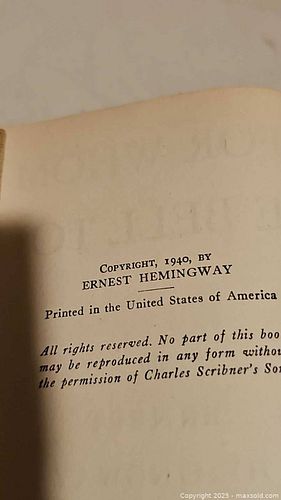 COPYRIGHT, 1940, BY
ERNEST HEMINGWAY
Printed in the United States of America
All rights reserved. No part of this boo
may be reproduced in any form withou
the permission of Charles Scribner's So
Copyright 2023 - maxsold.com